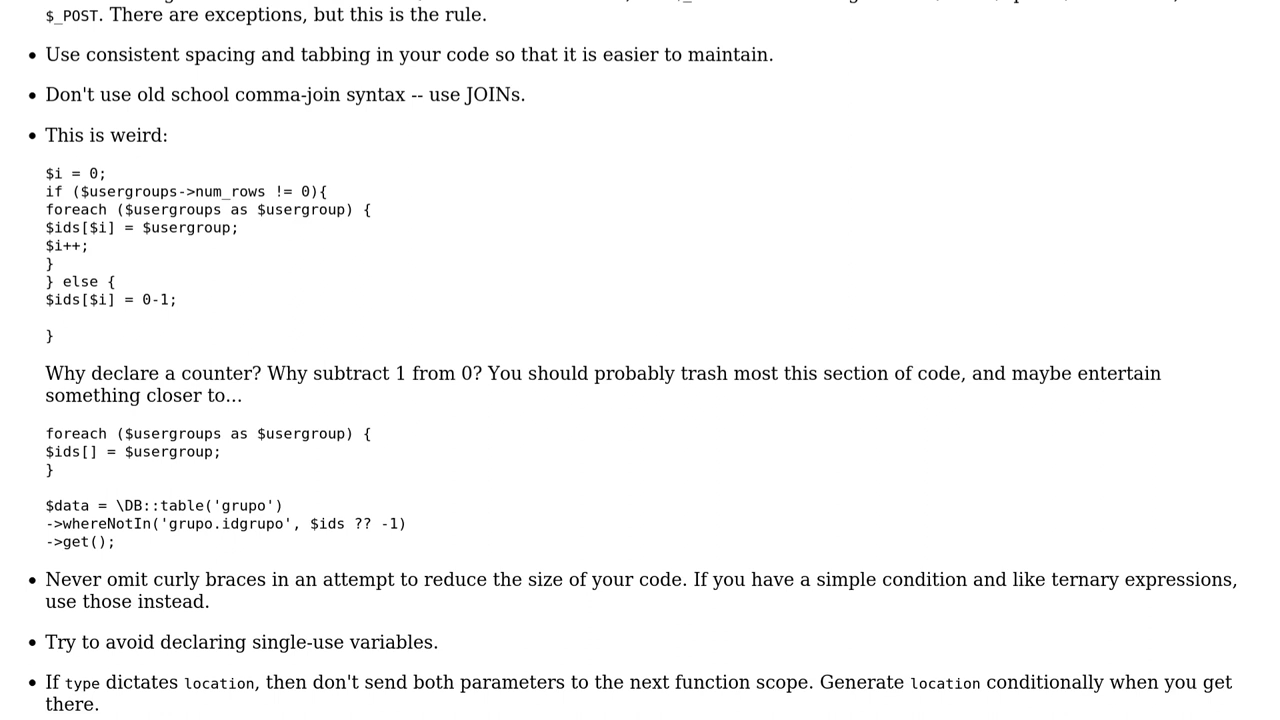 $_POST. There are exceptions, but this is the rule.
• Use consistent spacing and tabbing in your code so that it is easier to maintain.
• Don't use old school comma-join syntax -- use JOINs.
• This is weird:
$i = 0;
if ($usergroups->num_rows != 0){
foreach ($usergroups as $usergroup) {
$ids[$i] = $usergroup;
$i++;
}
} else {
$ids[$i] = 0-1;
}
Why declare a counter? Why subtract 1 from 0? You should probably trash most this section of code, and maybe entertain
something closer to...
foreach ($usergroups as $usergroup) {
$ids[] = $usergroup;
}
$data = \DB::table('grupo')
->whereNotIn('grupo.idgrupo', $ids ?? -1)
->get();
• Never omit curly braces in an attempt to reduce the size of your code. If you have a simple condition and like ternary expressions,
use those instead.
• Try to avoid declaring single-use variables.
• If type dictates location, then don't send both parameters to the next function scope. Generate location conditionally when you get
there.